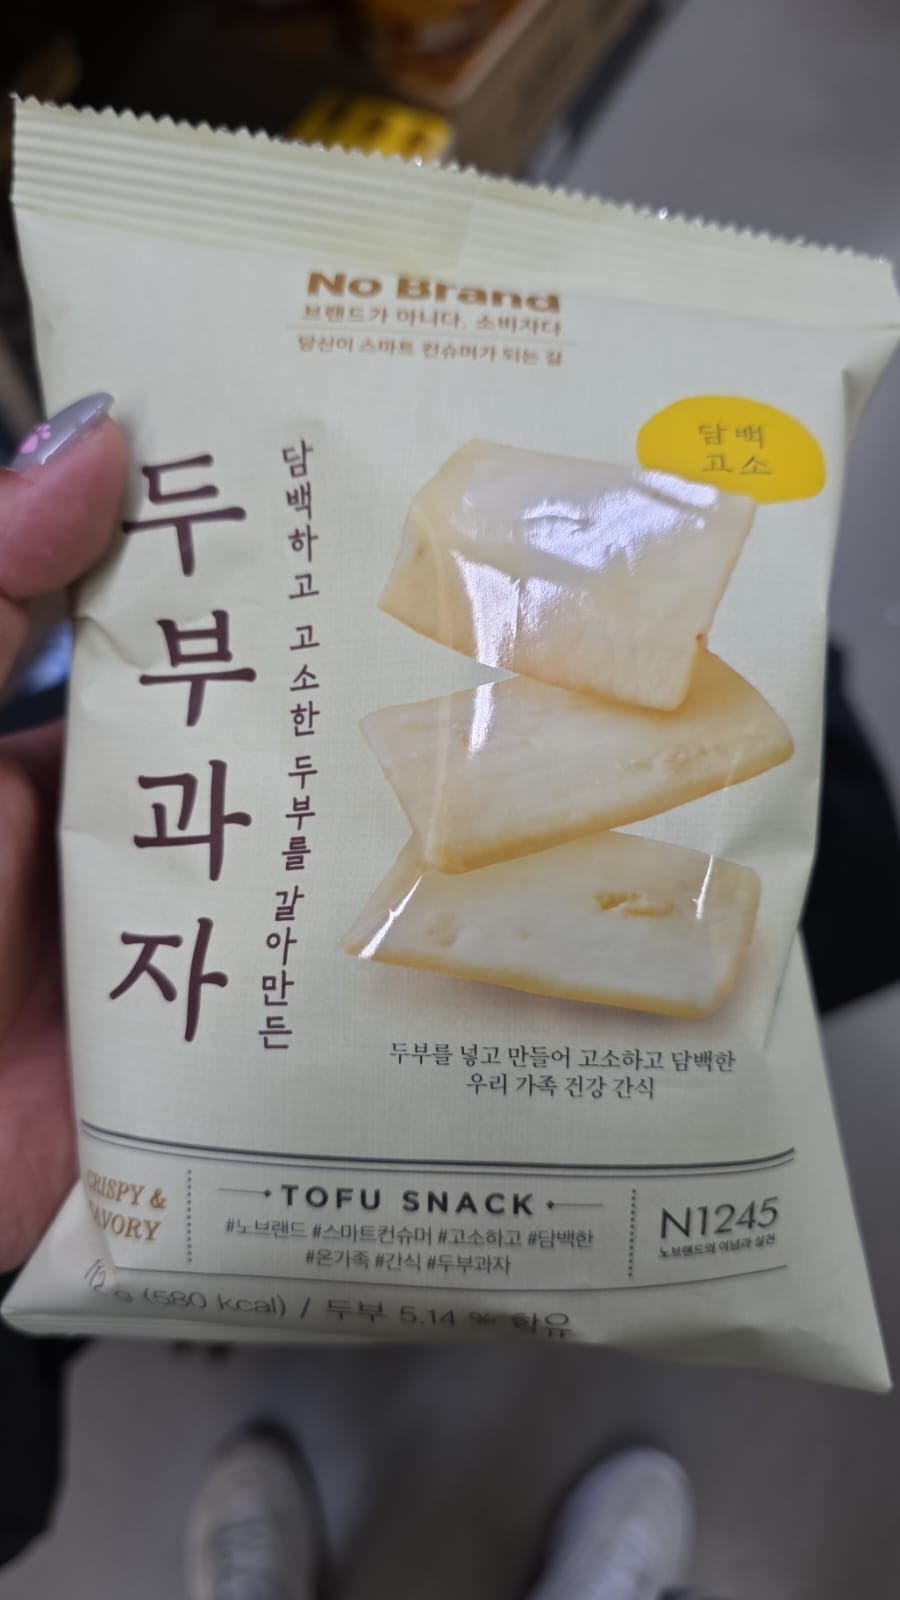 No Brand
브랜드가 아니다. 소비자다
당신이 스마트 컨슈머가 되는 길
담백
고소
두부과자
담백하고 고소한 두부를 갈아만든
두부를 넣고 만들어 고소하고 담백한
우리 가족 건강 간식
CRISPY &
SAVORY
TOFU SNACK
#노브랜드 #스마트컨슈머 #고소하고 #담백한
#온가족 #간식 #두부과자
N1245
노브랜드의 이념과 실천
g (580 kcal) / 두부 5.14 % 함유